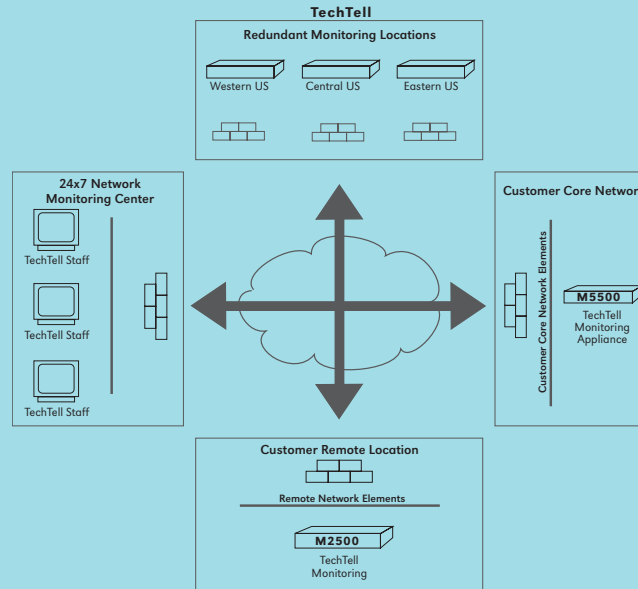 TechTell
Redundant Monitoring Locations
Western US
Central US
Eastern US
24x7 Network
Monitoring Center
TechTell Staff
TechTell Staff
TechTell Staff
Customer Core Network
Customer Core Network Elements
M5500
TechTell
Monitoring
Appliance
Customer Remote Location
Remote Network Elements
M2500
TechTell
Monitoring